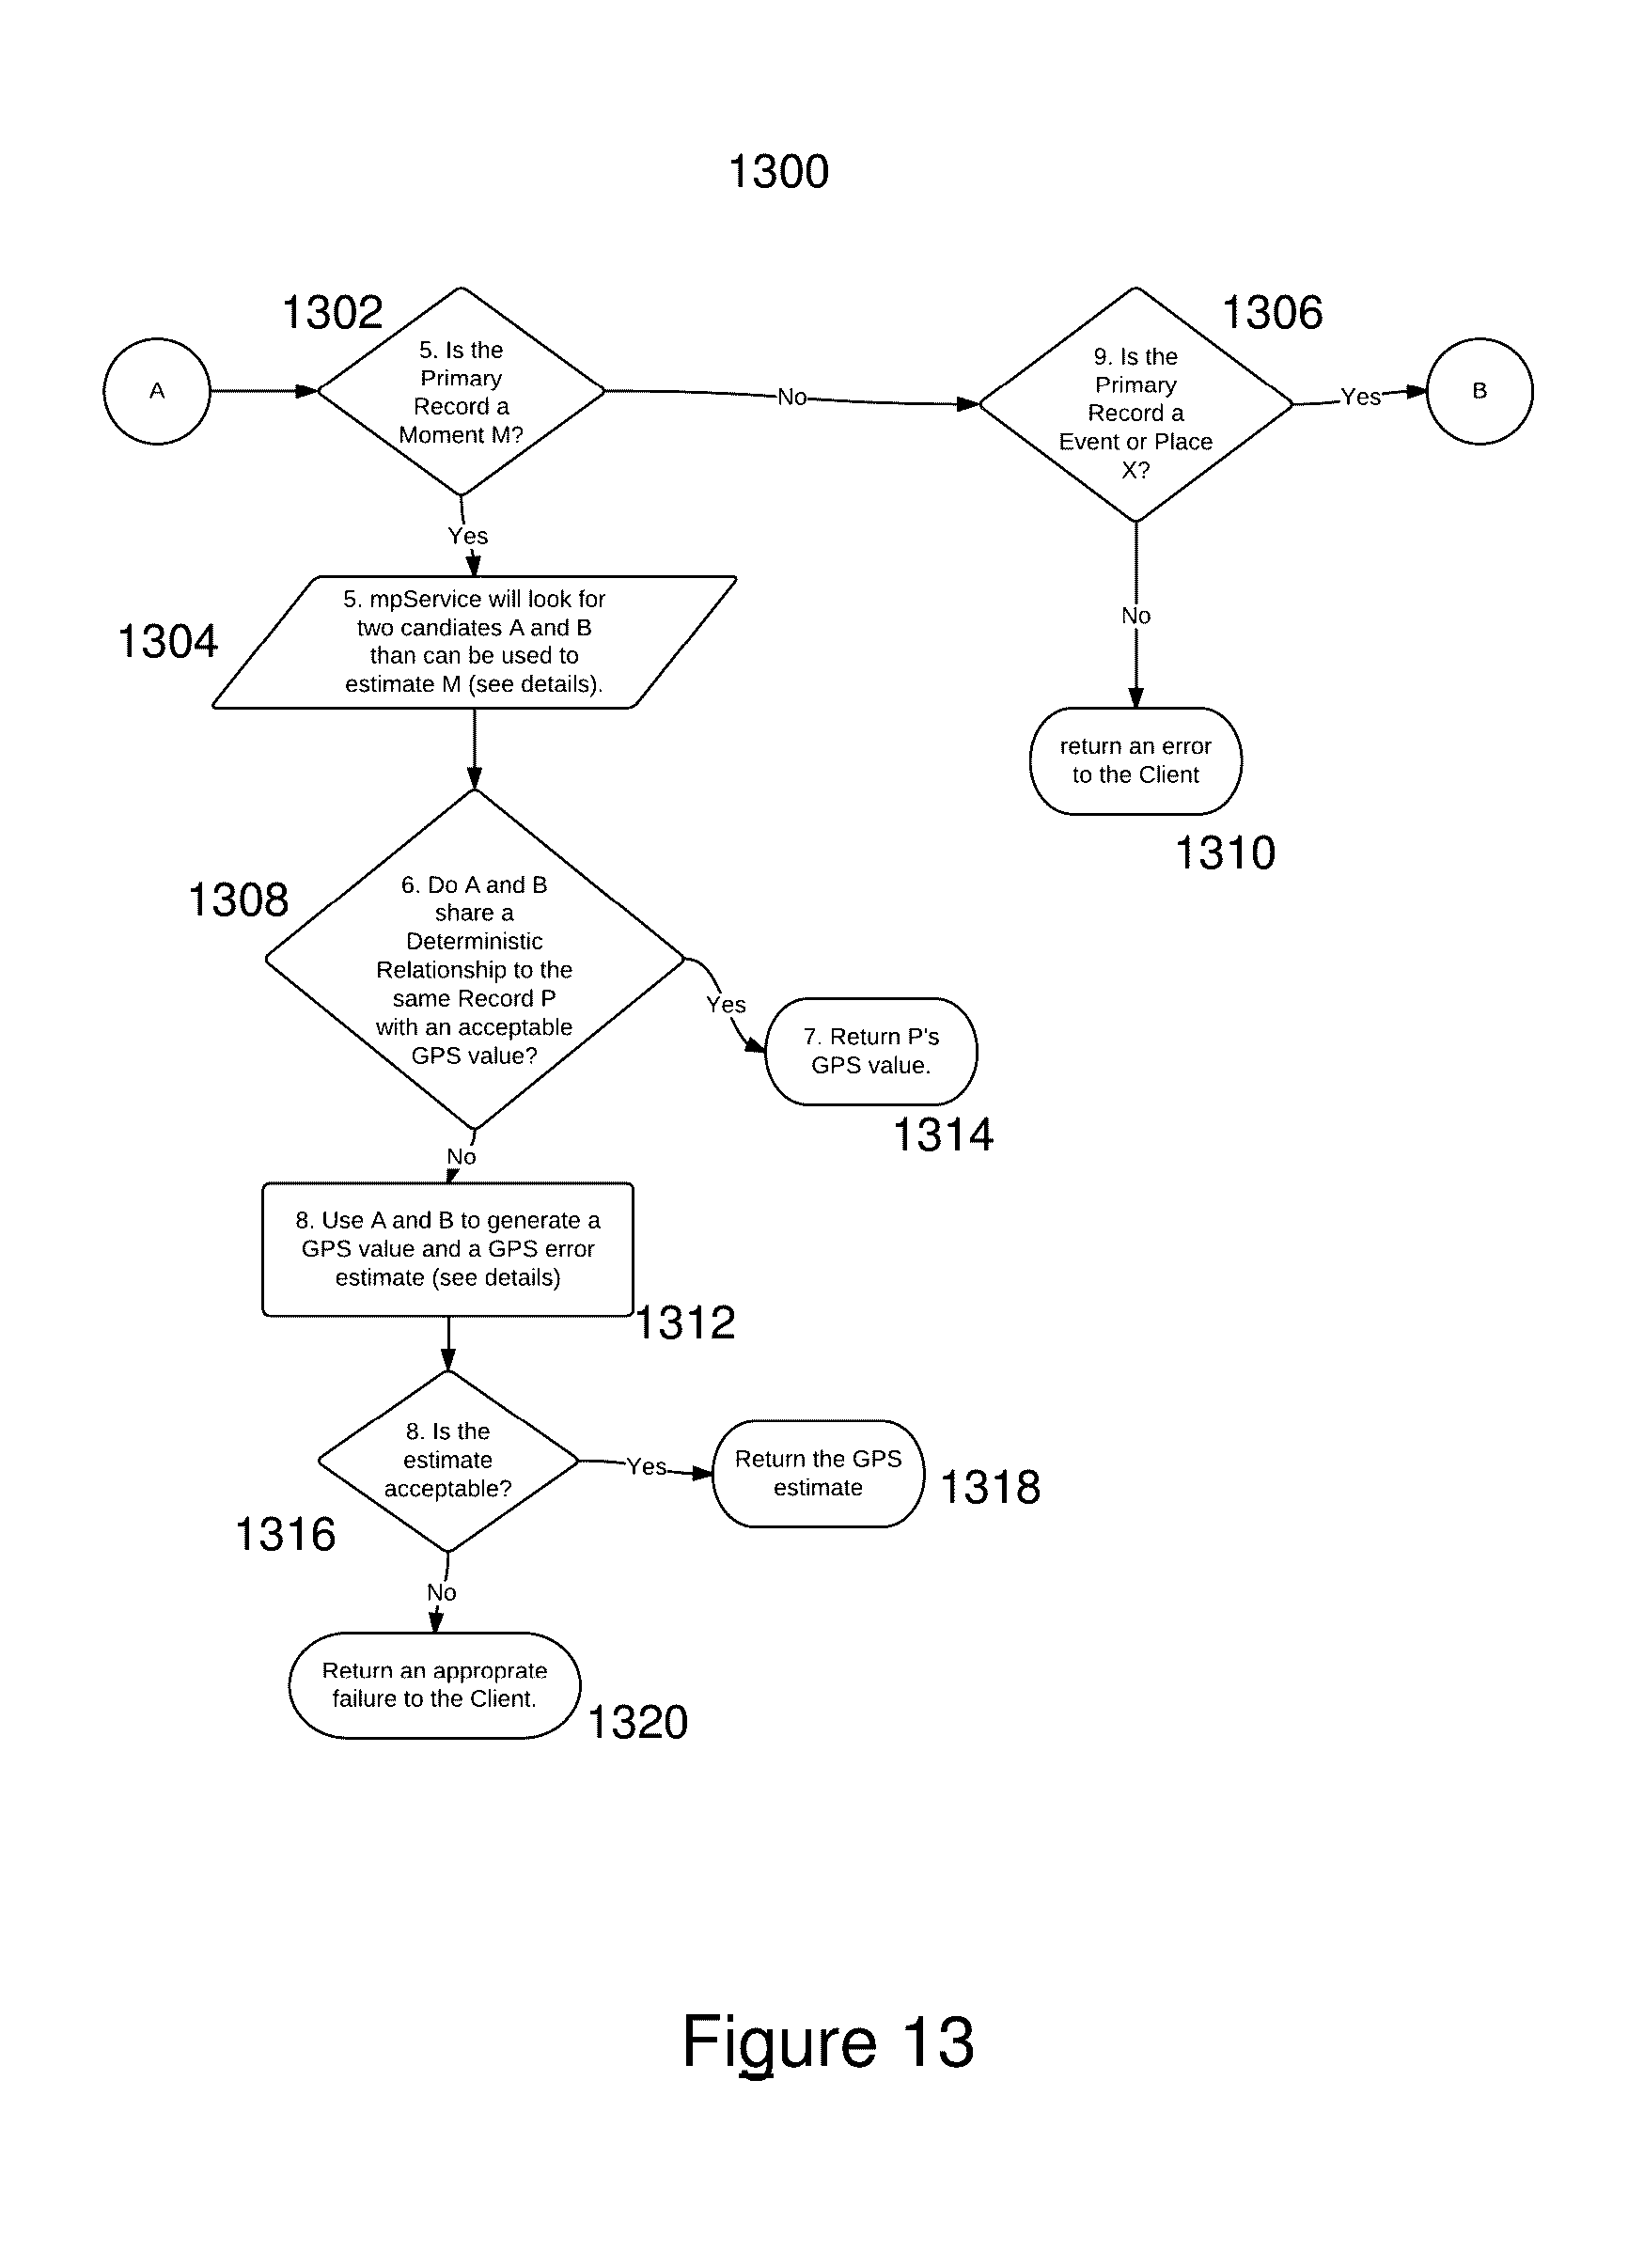 1300
1302
1306
A
5. Is the
Primary
Record a
Moment M?
No
9. Is the
Primary
Record a
Event or Place
X?
Yes
B
Yes
No
1304
5. mpService will look for
two candiates A and B
than can be used to
estimate M (see details).
return an error
to the Client
1310
1308
6. Do A and B
share a
Deterministic
Relationship to the
same Record P
with an acceptable
GPS value?
Yes
7. Return P's
GPS value.
1314
No
8. Use A and B to generate a
GPS value and a GPS error
estimate (see details)
1312
8. Is the
estimate
acceptable?
Yes
Return the GPS
estimate
1318
1316
No
Return an approprate
failure to the Client.
1320
Figure 13